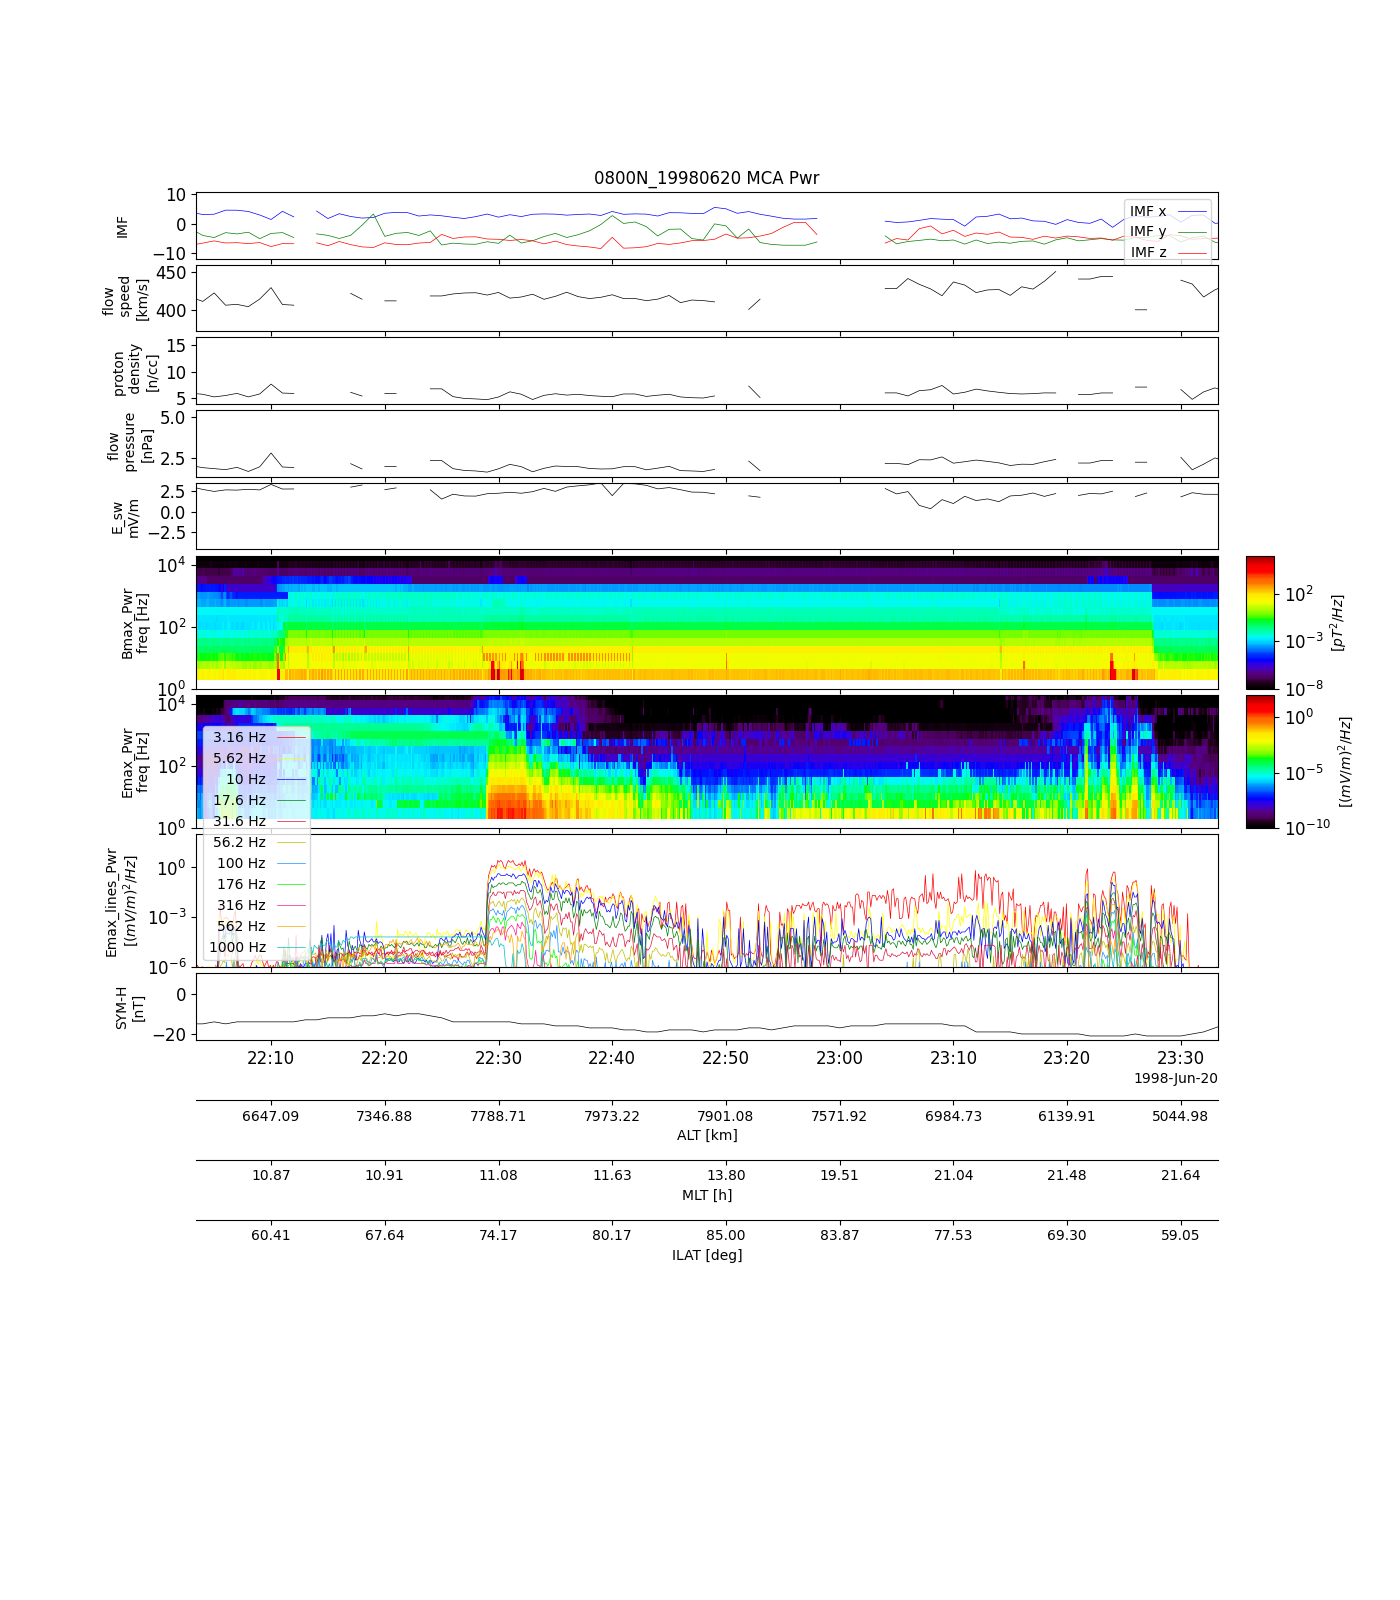 0800N_19980620 MCA Pwr
10
0
−10
IMF
IMF x
IMF y
IMF z
450
400
flow
speed
[km/s]
15
10
5
proton
density
[n/cc]
5.0
2.5
flow
pressure
[nPa]
2.5
0.0
−2.5
E_sw
mV/m
10^4
10^2
10^0
Bmax_Pwr
freq [Hz]
10^2
10^−3
10^−8
[pT^2/Hz]
10^4
10^2
10^0
Emax_Pwr
freq [Hz]
10^0
10^−5
10^−10
[(mV/m)^2/Hz]
3.16 Hz
5.62 Hz
10 Hz
17.6 Hz
31.6 Hz
56.2 Hz
100 Hz
176 Hz
316 Hz
562 Hz
1000 Hz
10^0
10^−3
10^−6
Emax_lines_Pwr
[(mV/m)^2/Hz]
0
−20
SYM-H
[nT]
22:10 22:20 22:30 22:40 22:50 23:00 23:10 23:20 23:30
1998-Jun-20
6647.09 7346.88 7788.71 7973.22 7901.08 7571.92 6984.73 6139.91 5044.98
ALT [km]
10.87 10.91 11.08 11.63 13.80 19.51 21.04 21.48 21.64
MLT [h]
60.41 67.64 74.17 80.17 85.00 83.87 77.53 69.30 59.05
ILAT [deg]